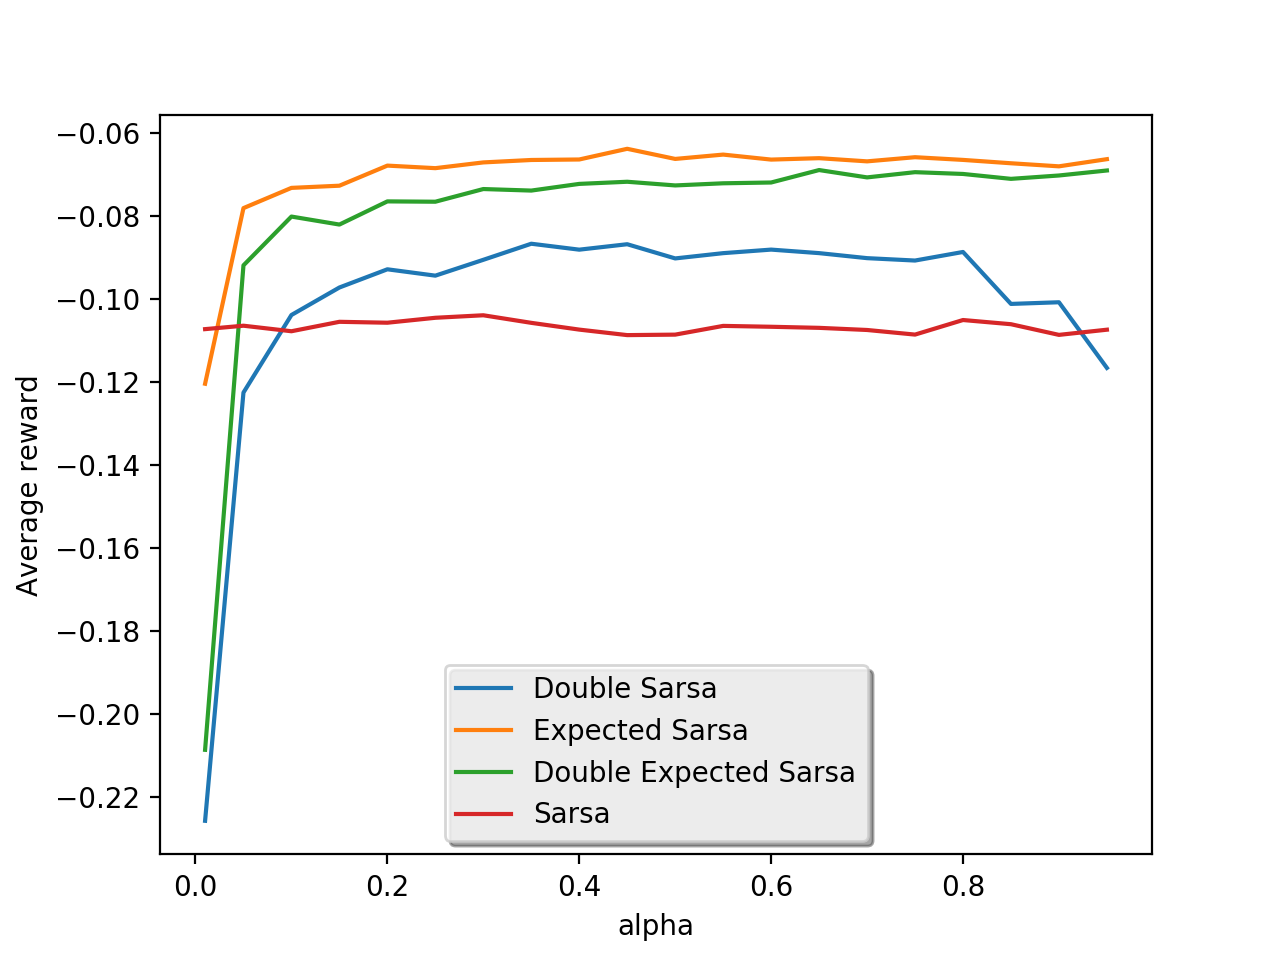 −0.06
−0.08
−0.10
−0.12
−0.14
−0.16
−0.18
−0.20
−0.22
Average reward
Double Sarsa
Expected Sarsa
Double Expected Sarsa
Sarsa
0.0 0.2 0.4 0.6 0.8
alpha